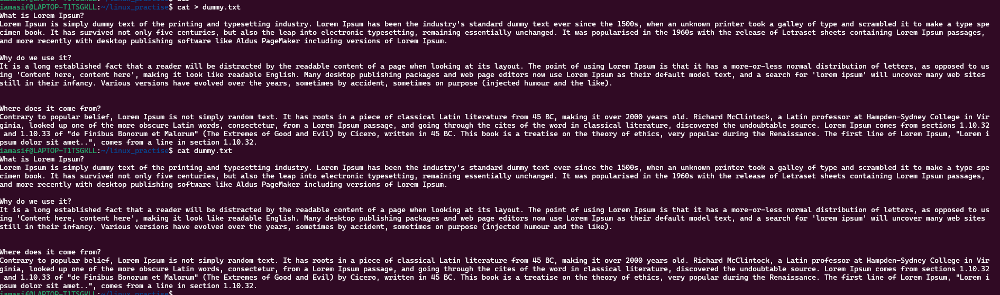 iamasif@LAPTOP-T1TSGKLL:~/linux_practise$ dir
iamasif@LAPTOP-T1TSGKLL:~/linux_practise$ cat > dummy.txt
What is Lorem Ipsum?
Lorem Ipsum is simply dummy text of the printing and typesetting industry. Lorem Ipsum has been the industry's standard dummy text ever since the 1500s, when an unknown printer took a galley of type and scrambled it to make a type spe
cimen book. It has survived not only five centuries, but also the leap into electronic typesetting, remaining essentially unchanged. It was popularised in the 1960s with the release of Letraset sheets containing Lorem Ipsum passages,
and more recently with desktop publishing software like Aldus PageMaker including versions of Lorem Ipsum.
Why do we use it?
It is a long established fact that a reader will be distracted by the readable content of a page when looking at its layout. The point of using Lorem Ipsum is that it has a more-or-less normal distribution of letters, as opposed to us
ing 'Content here, content here', making it look like readable English. Many desktop publishing packages and web page editors now use Lorem Ipsum as their default model text, and a search for 'lorem ipsum' will uncover many web sites
still in their infancy. Various versions have evolved over the years, sometimes by accident, sometimes on purpose (injected humour and the like).
Where does it come from?
Contrary to popular belief, Lorem Ipsum is not simply random text. It has roots in a piece of classical Latin literature from 45 BC, making it over 2000 years old. Richard McClintock, a Latin professor at Hampden-Sydney College in Vir
ginia, looked up one of the more obscure Latin words, consectetur, from a Lorem Ipsum passage, and going through the cites of the word in classical literature, discovered the undoubtable source. Lorem Ipsum comes from sections 1.10.32
 and 1.10.33 of "de Finibus Bonorum et Malorum" (The Extremes of Good and Evil) by Cicero, written in 45 BC. This book is a treatise on the theory of ethics, very popular during the Renaissance. The first line of Lorem Ipsum, "Lorem i
psum dolor sit amet..", comes from a line in section 1.10.32.
iamasif@LAPTOP-T1TSGKLL:~/linux_practise$ cat dummy.txt
What is Lorem Ipsum?
Lorem Ipsum is simply dummy text of the printing and typesetting industry. Lorem Ipsum has been the industry's standard dummy text ever since the 1500s, when an unknown printer took a galley of type and scrambled it to make a type spe
cimen book. It has survived not only five centuries, but also the leap into electronic typesetting, remaining essentially unchanged. It was popularised in the 1960s with the release of Letraset sheets containing Lorem Ipsum passages,
and more recently with desktop publishing software like Aldus PageMaker including versions of Lorem Ipsum.
Why do we use it?
It is a long established fact that a reader will be distracted by the readable content of a page when looking at its layout. The point of using Lorem Ipsum is that it has a more-or-less normal distribution of letters, as opposed to us
ing 'Content here, content here', making it look like readable English. Many desktop publishing packages and web page editors now use Lorem Ipsum as their default model text, and a search for 'lorem ipsum' will uncover many web sites
still in their infancy. Various versions have evolved over the years, sometimes by accident, sometimes on purpose (injected humour and the like).
Where does it come from?
Contrary to popular belief, Lorem Ipsum is not simply random text. It has roots in a piece of classical Latin literature from 45 BC, making it over 2000 years old. Richard McClintock, a Latin professor at Hampden-Sydney College in Vir
ginia, looked up one of the more obscure Latin words, consectetur, from a Lorem Ipsum passage, and going through the cites of the word in classical literature, discovered the undoubtable source. Lorem Ipsum comes from sections 1.10.32
 and 1.10.33 of "de Finibus Bonorum et Malorum" (The Extremes of Good and Evil) by Cicero, written in 45 BC. This book is a treatise on the theory of ethics, very popular during the Renaissance. The first line of Lorem Ipsum, "Lorem i
psum dolor sit amet..", comes from a line in section 1.10.32.
iamasif@LAPTOP-T1TSGKLL:~/linux_practise$